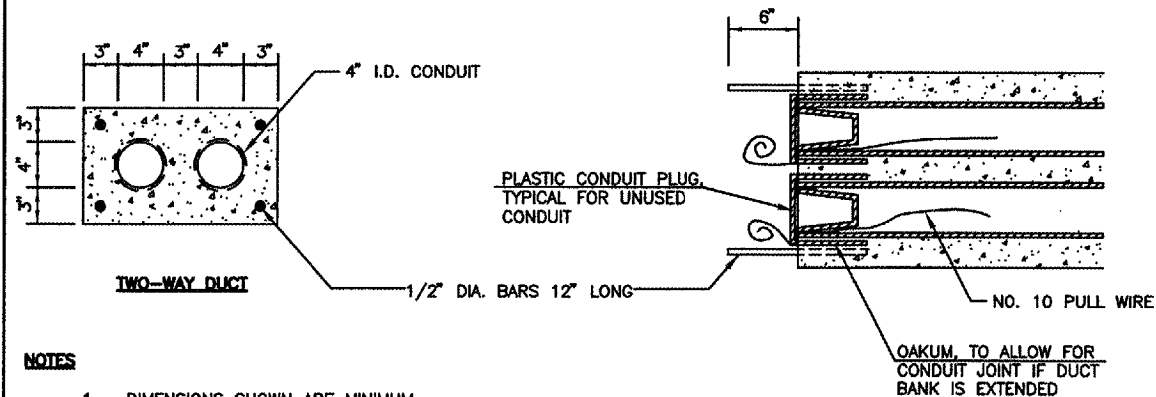 3" 4" 3" 4" 3"
3"
4"
3"
4" I.D. CONDUIT
TWO-WAY DUCT
1/2" DIA. BARS 12" LONG
6"
PLASTIC CONDUIT PLUG,
TYPICAL FOR UNUSED
CONDUIT
NO. 10 PULL WIRE
OAKUM, TO ALLOW FOR
CONDUIT JOINT IF DUCT
BANK IS EXTENDED
NOTES
1. DIMENSIONS SHOWN ARE MINIMUM